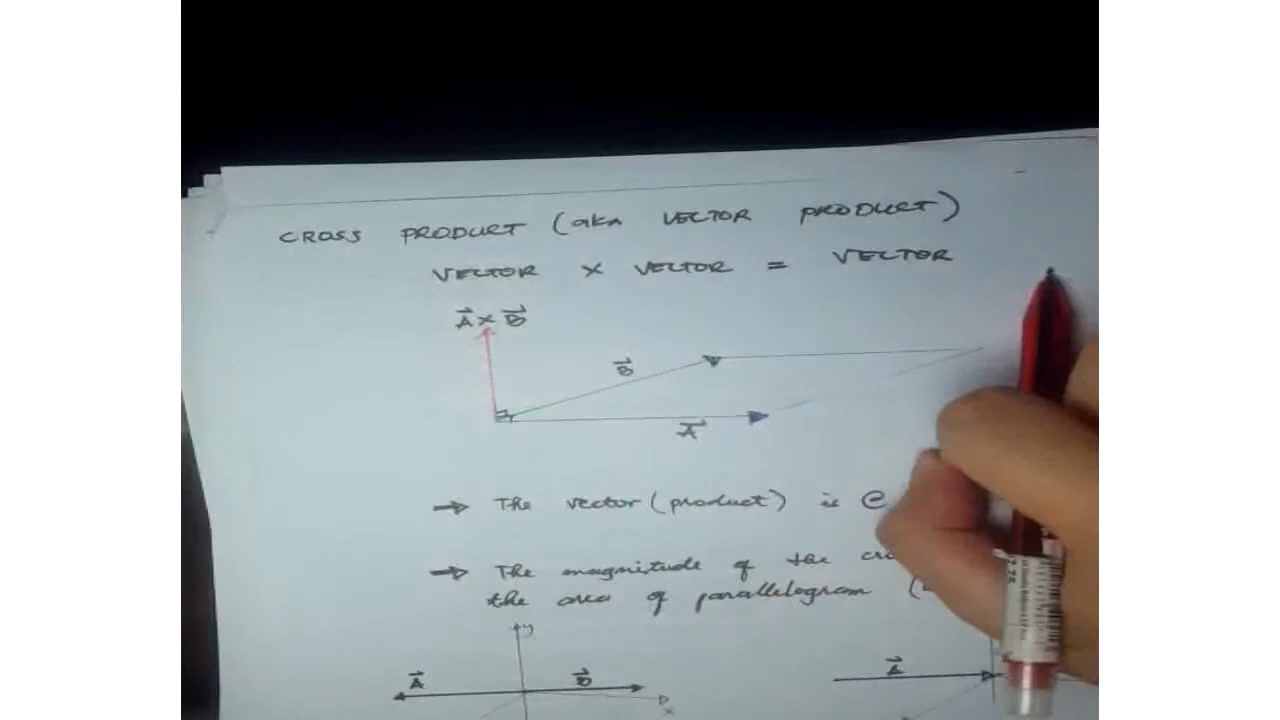 CROSS PRODUCT (aka VECTOR PRODUCT)
VECTOR × VECTOR = VECTOR
A⃗ × B⃗
B⃗
A⃗
→ The vector (product) is @
→ The magnitude of the
the area of parallelogram (
y
A⃗ B⃗
x
A⃗